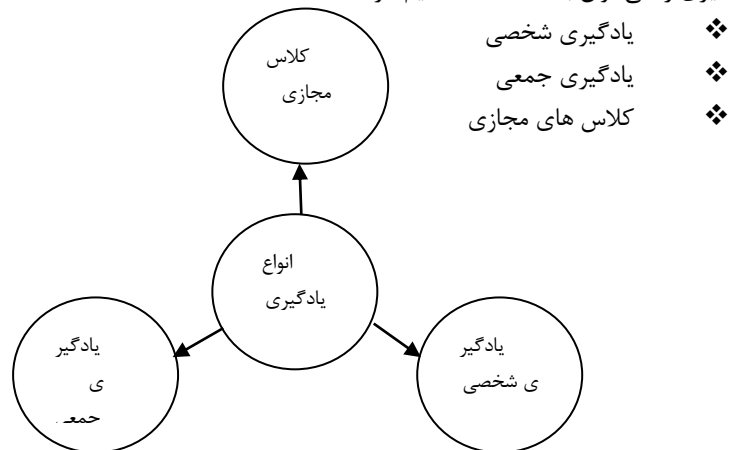 ❖ یادگیری شخصی
❖ یادگیری جمعی
❖ کلاس های مجازی
کلاس
مجازی
انواع
یادگیری
یادگیر
ی شخصی
یادگیر
ی